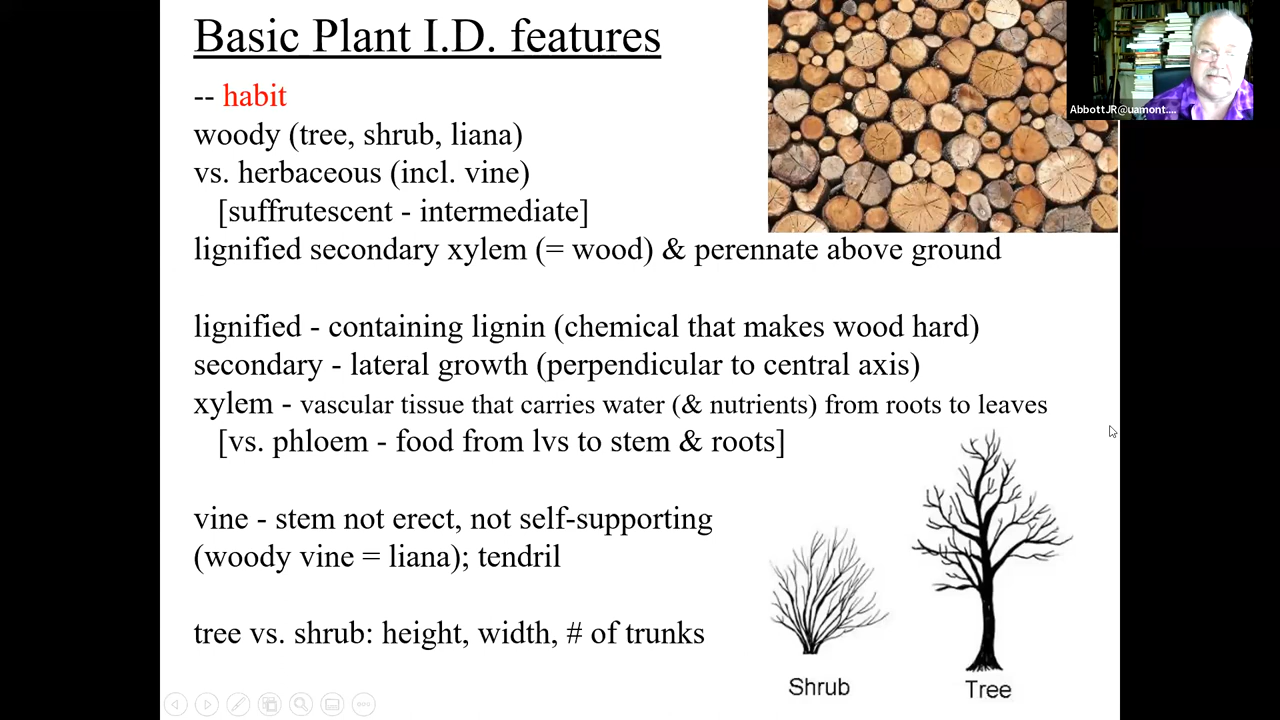 Basic Plant I.D. features
-- habit
woody (tree, shrub, liana)
vs. herbaceous (incl. vine)
[suffrutescent - intermediate]
lignified secondary xylem (= wood) & perennate above ground
lignified - containing lignin (chemical that makes wood hard)
secondary - lateral growth (perpendicular to central axis)
xylem - vascular tissue that carries water (& nutrients) from roots to leaves
[vs. phloem - food from lvs to stem & roots]
vine - stem not erect, not self-supporting
(woody vine = liana); tendril
tree vs. shrub: height, width, # of trunks
Shrub
Tree
AbbottJR@uamont....